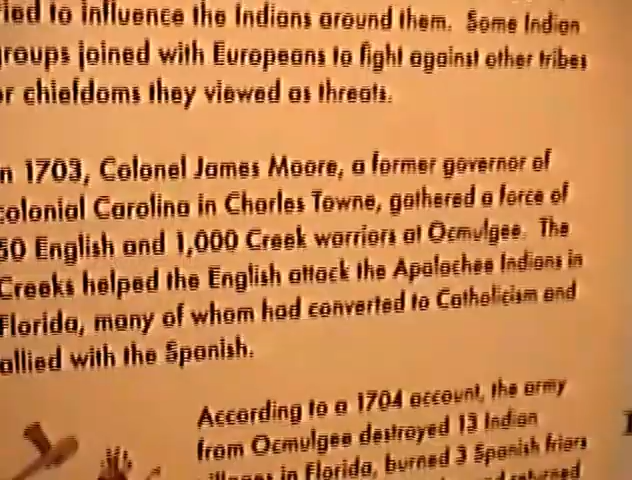 ied to influence the Indians around them. Some Indian
roups joined with Europeans to fight against other tribes
or chiefdoms they viewed as threats.
n 1703, Colonel James Moore, a former governor of
colonial Carolina in Charles Towne, gathered a force of
50 English and 1,000 Creek warriors at Ocmulgee. The
Creeks helped the English attack the Apalachee Indians in
Florida, many of whom had converted to Catholicism and
allied with the Spanish.
According to a 1704 account, the army
from Ocmulgee destroyed 13 Indian
villages in Florida, burned 3 Spanish friars
returned